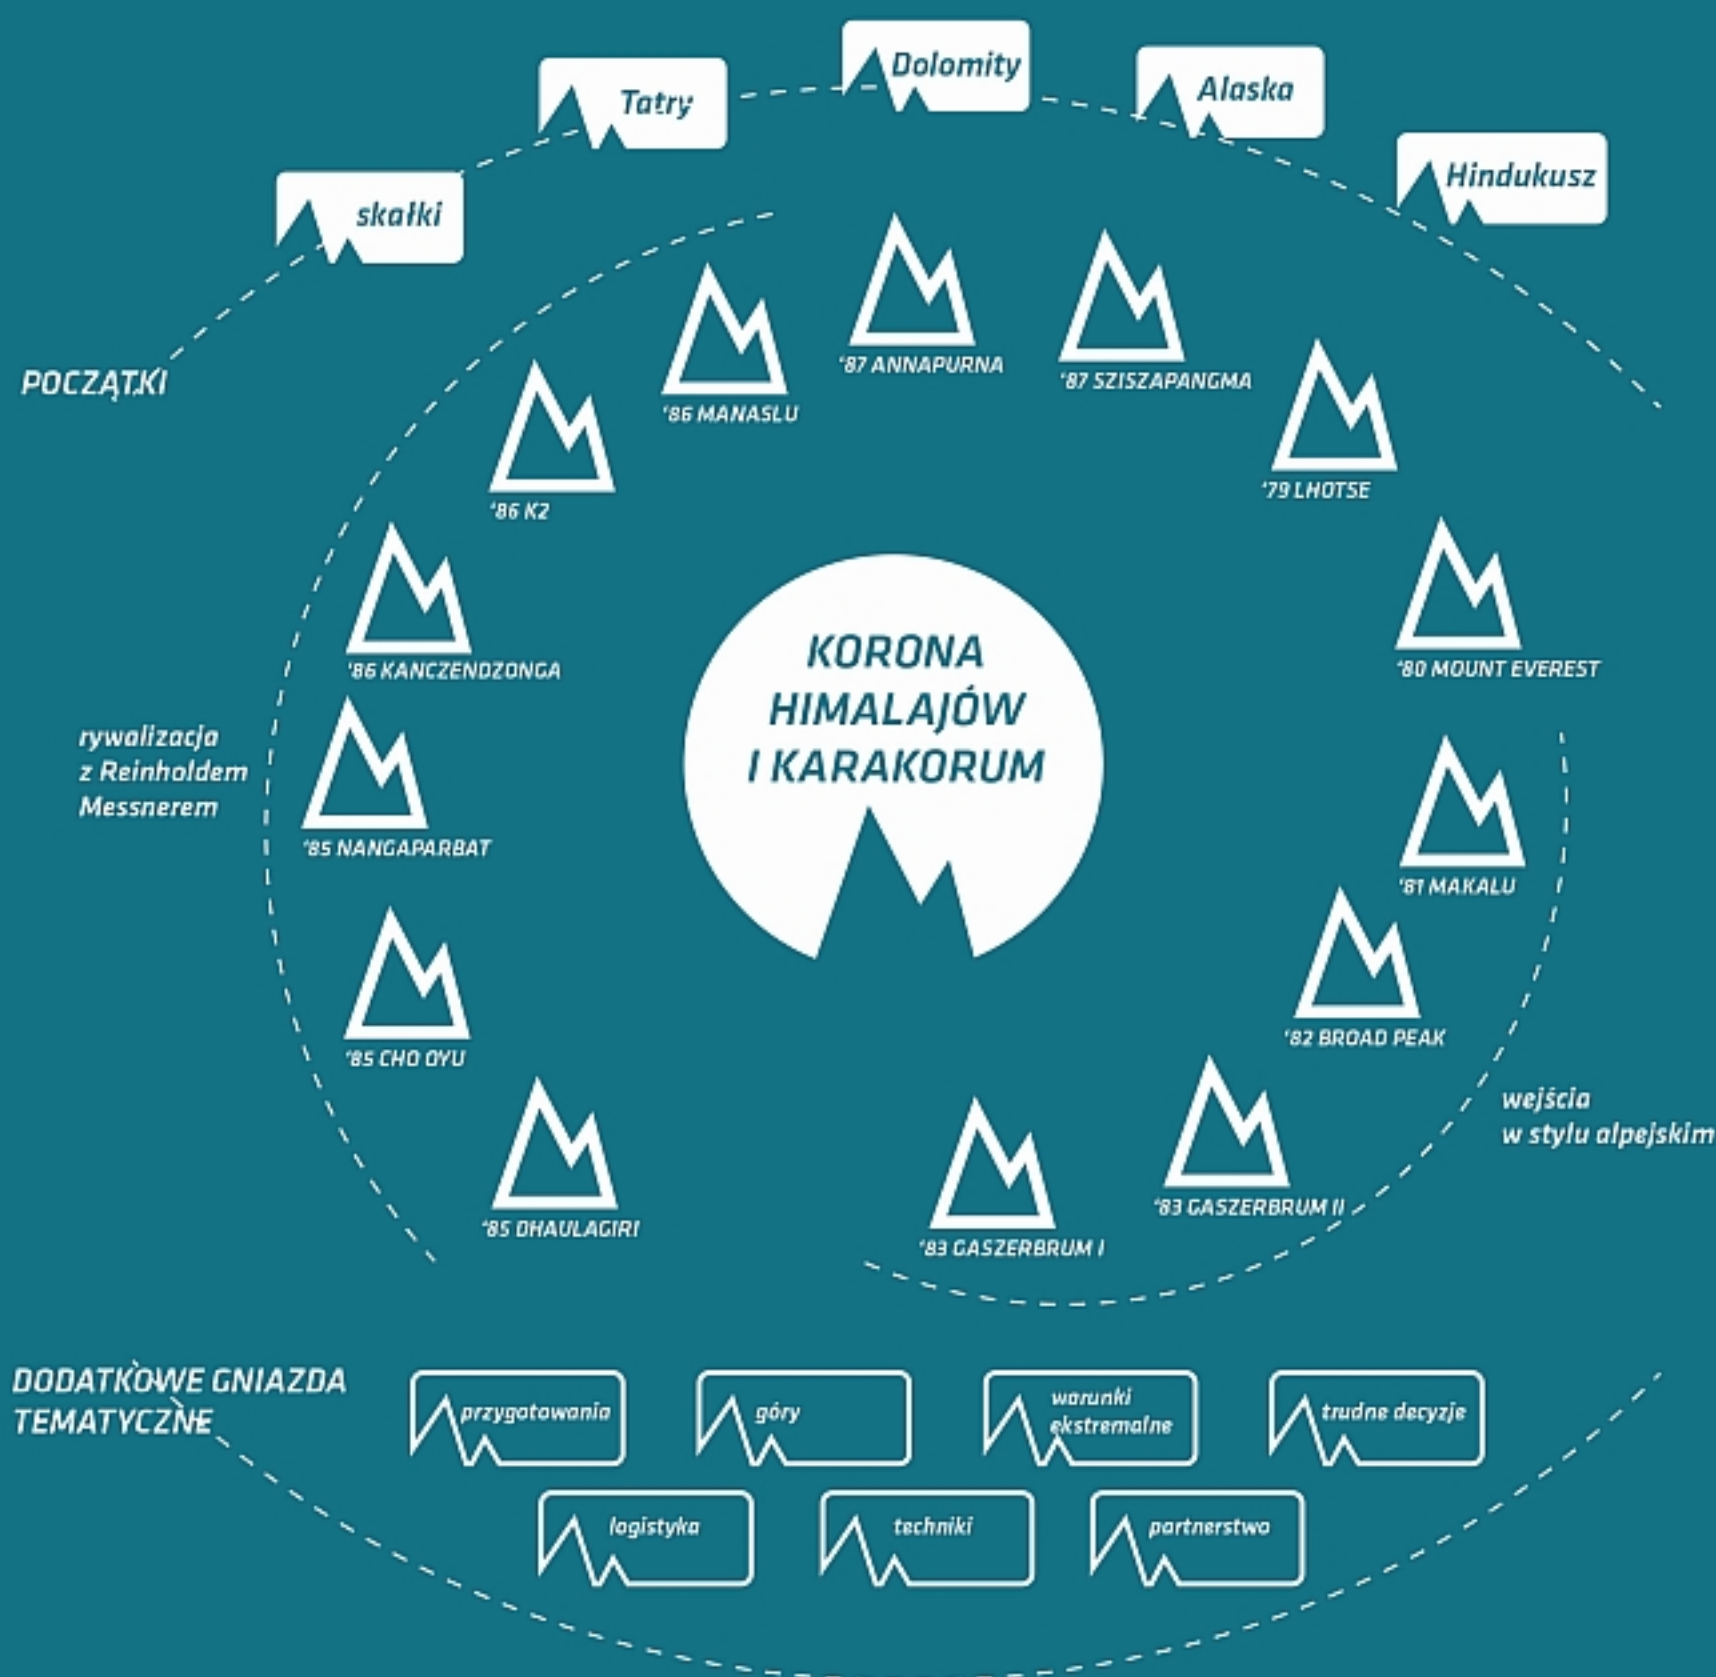 Dolomity
Alaska
Tatry
Hindukusz
skałki
POCZĄTKI
'87 ANNAPURNA
'87 SZISZAPANGMA
'86 MANASLU
'79 LHOTSE
'86 K2
'80 MOUNT EVEREST
'86 KANCZENDZONGA
KORONA
HIMALAJÓW
I KARAKORUM
rywalizacja
z Reinholdem
Messnerem
'85 NANGAPARBAT
'81 MAKALU
'82 BROAD PEAK
'85 CHO OYU
wejścia
w stylu alpejskim
'83 GASZERBRUM II
'85 DHAULAGIRI
'83 GASZERBRUM I
DODATKOWE GNIAZDA
TEMATYCZNE
przygotowania
góry
warunki
ekstremalne
trudne decyzje
logistyka
techniki
partnerstwo